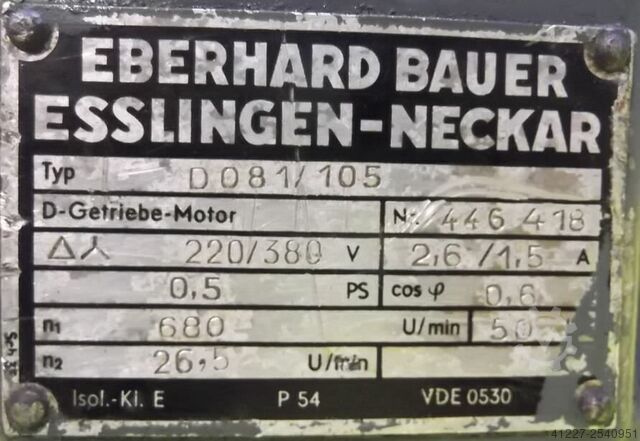 EBERHARD BAUER
ESSLINGEN-NECKAR
Typ D081/105
D-Getriebe-Motor Nr. 446 418
220/380 V 2,6/1,5 A
0,5 PS cos φ 0,6
n1 680 U/min 50
n2 26,5 U/min
Isol.-Kl. E P 54 VDE 0530
41227-2540951